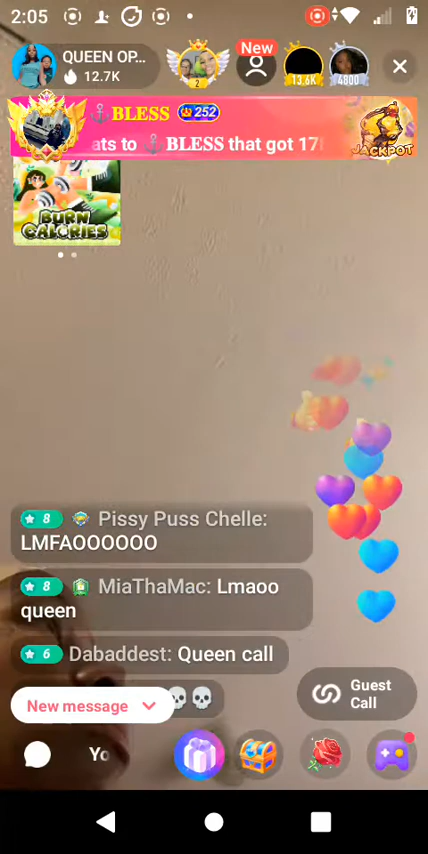 2:05
QUEEN OP...
12.7K
2
New
13.6K
4800
⚓BLESS 252
ats to ⚓BLESS that got 17
JACKPOT
BURN
CALORIES
8 Pissy Puss Chelle:
LMFAOOOOOO
8 MiaThaMac: Lmaoo
queen
6 Dabaddest: Queen call
💀💀
New message
Guest
Call
Yo